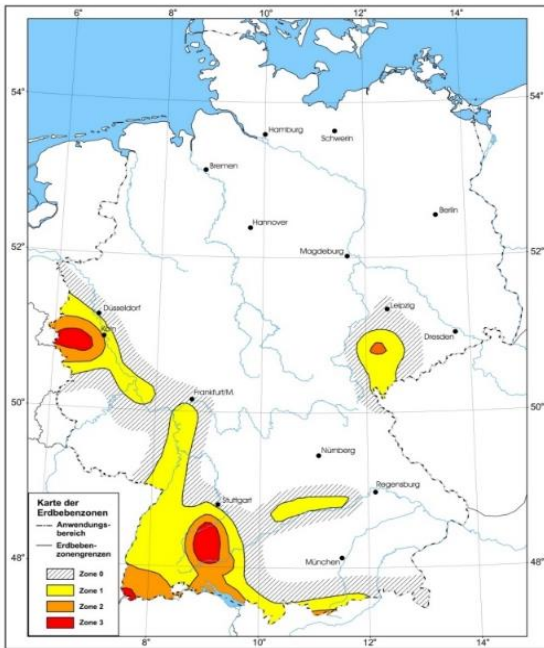 6° 8° 10° 12° 14°
54° 54°
Hamburg
Schwerin
Bremen
Berlin
Hannover
52° 52°
Magdeburg
Leipzig
Düsseldorf
Köln
Dresden
Frankfurt/M.
50° 50°
Nürnberg
Regensburg
Stuttgart
Karte der
Erdbebenzonen
Anwendungs-
bereich
Erdbeben-
zonengrenzen
Zone 0
Zone 1
Zone 2
Zone 3
München
48° 48°
6° 8° 10° 12° 14°